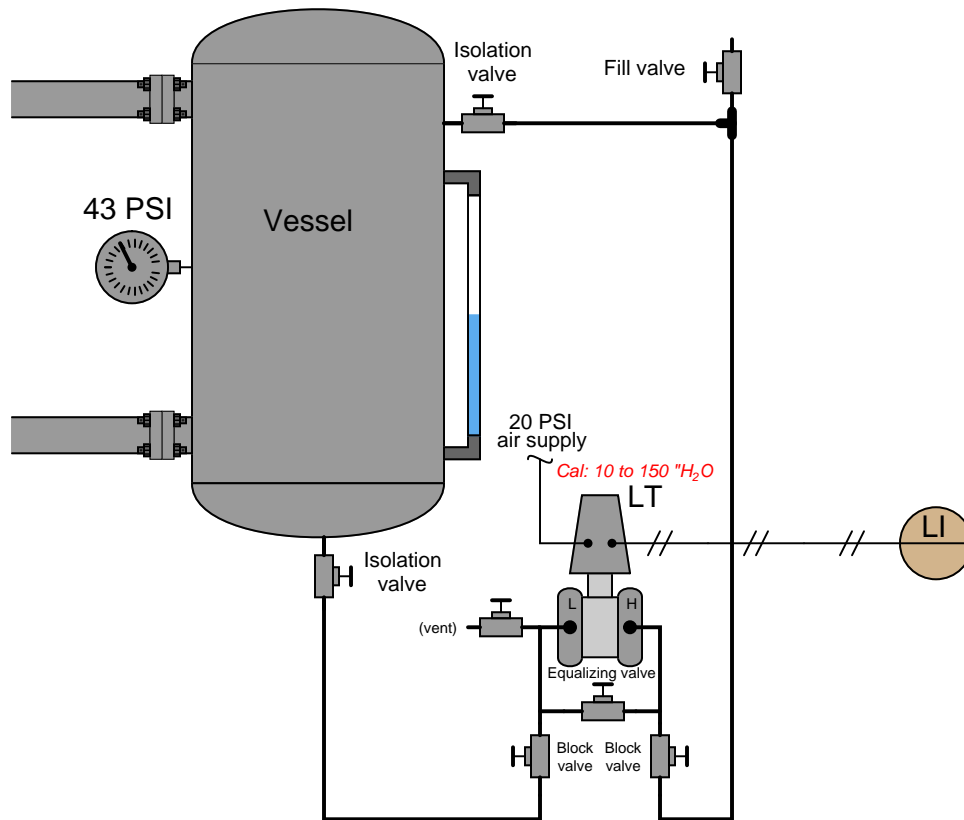 Isolation
valve
Fill valve
43 PSI
Vessel
20 PSI
air supply
Cal: 10 to 150 "H₂O
LT
LI
Isolation
valve
L
H
(vent)
Equalizing valve
Block
valve
Block
valve